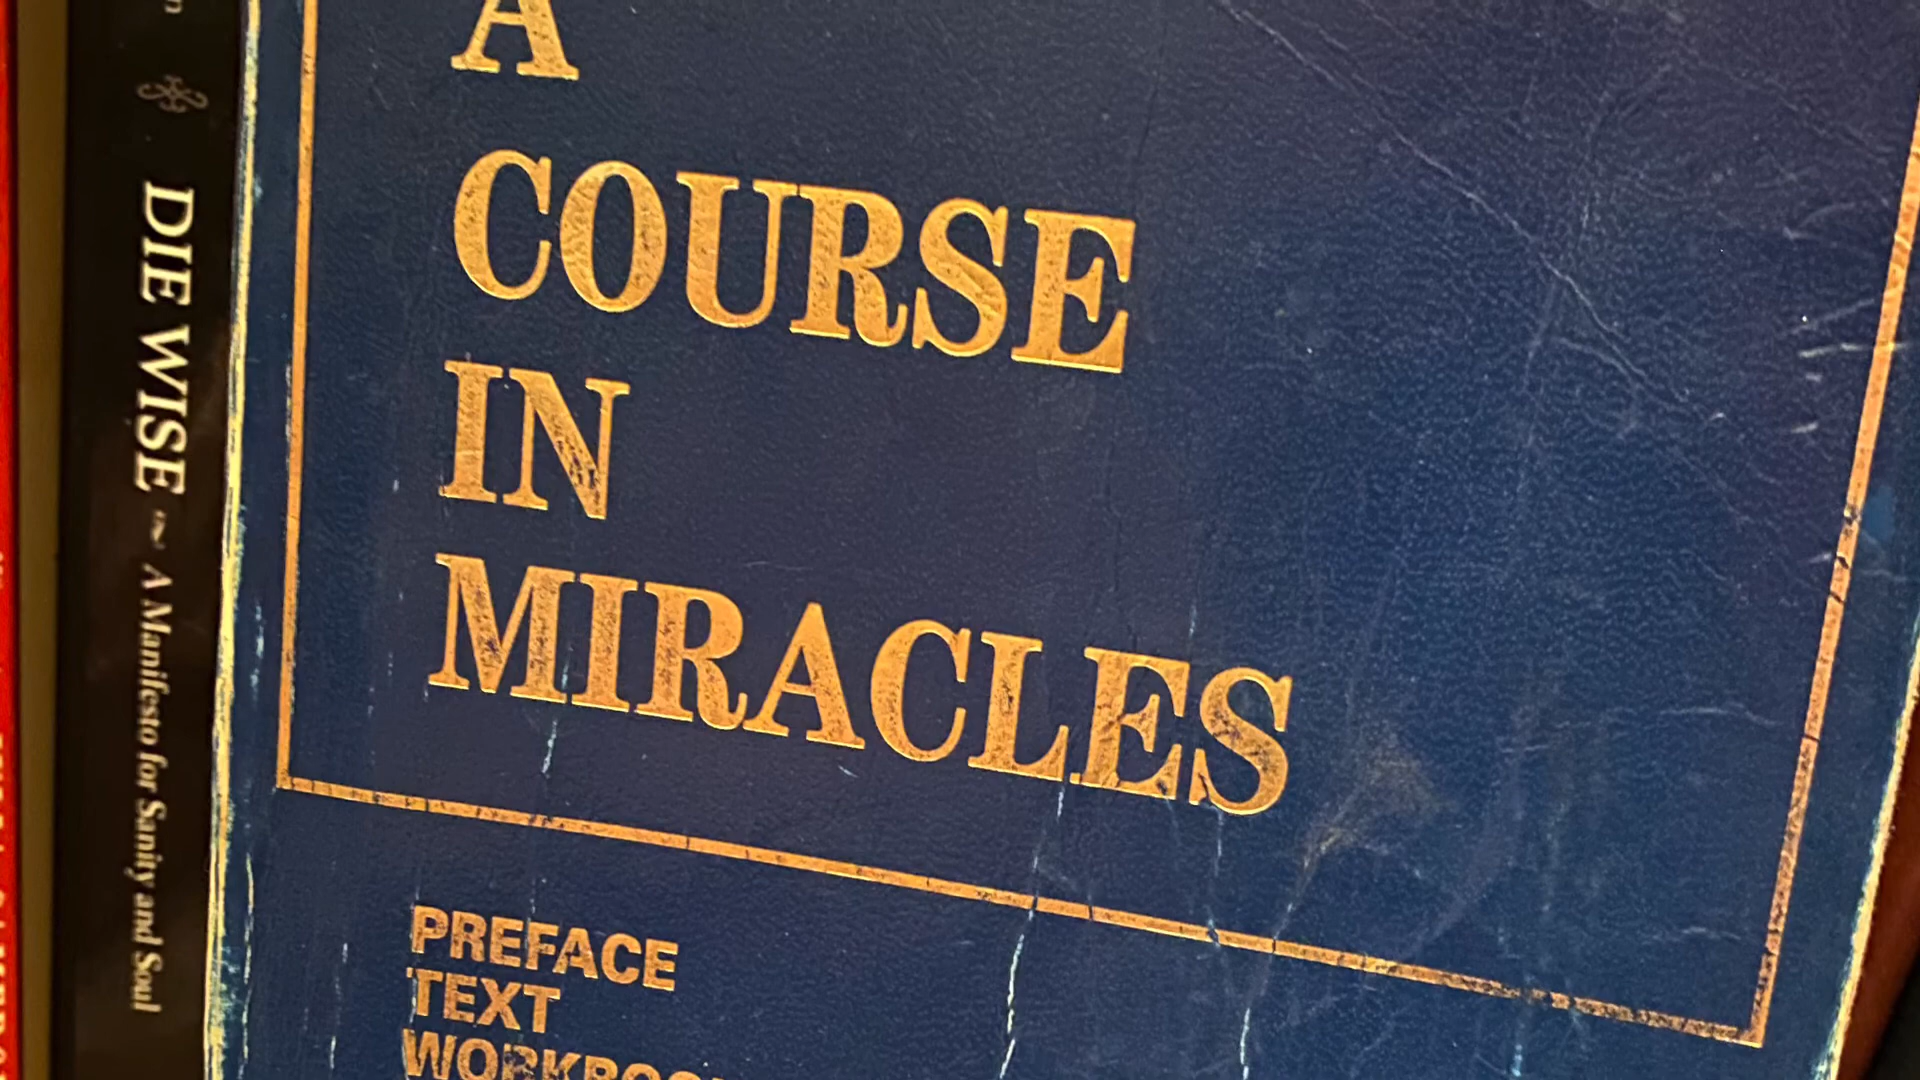 DIE WISE ~ A Manifesto for Sanity and Soul
A
COURSE
IN
MIRACLES
PREFACE
TEXT